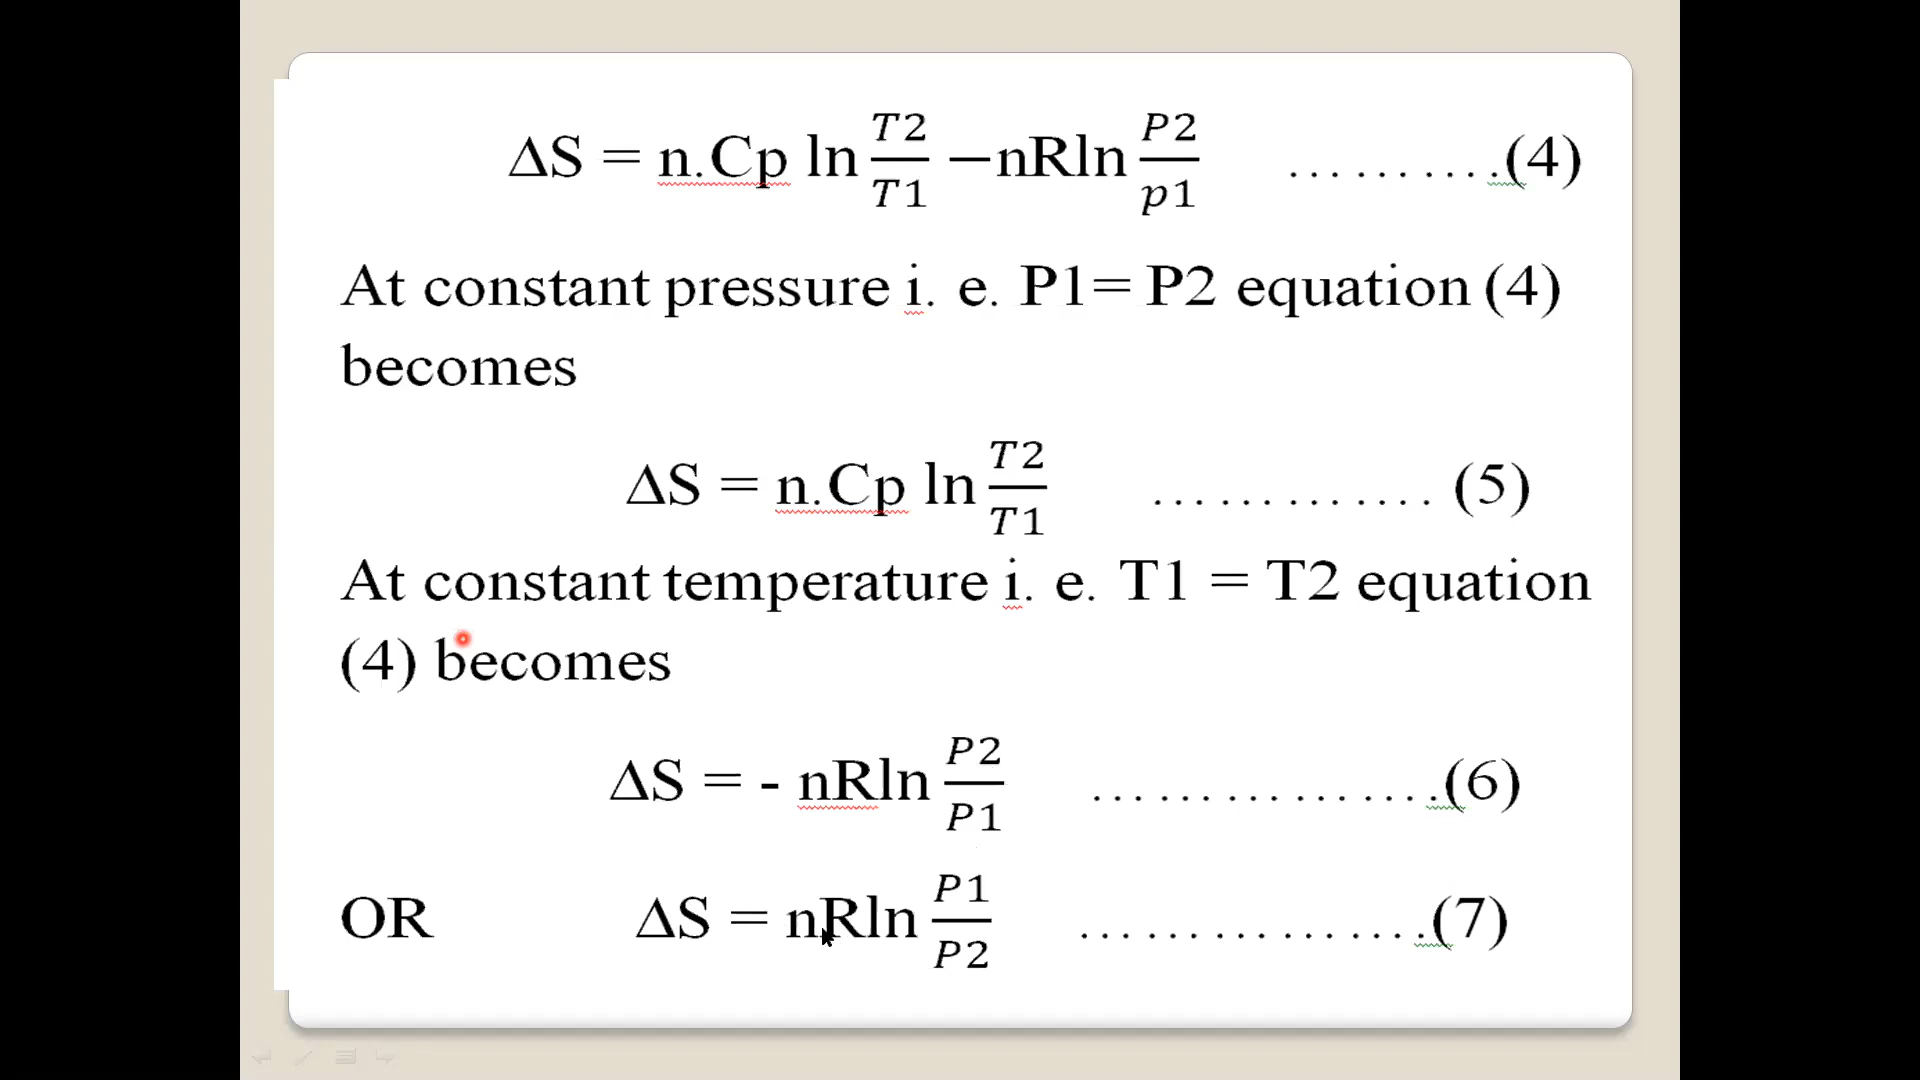 ΔS = n.Cp ln T2/T1 −nRln P2/p1 ……….(4)
At constant pressure i. e. P1= P2 equation (4)
becomes
ΔS = n.Cp ln T2/T1 …………. (5)
At constant temperature i. e. T1 = T2 equation
(4) becomes
ΔS = - nRln P2/P1 …………….(6)
OR ΔS = nRln P1/P2 …………….(7)